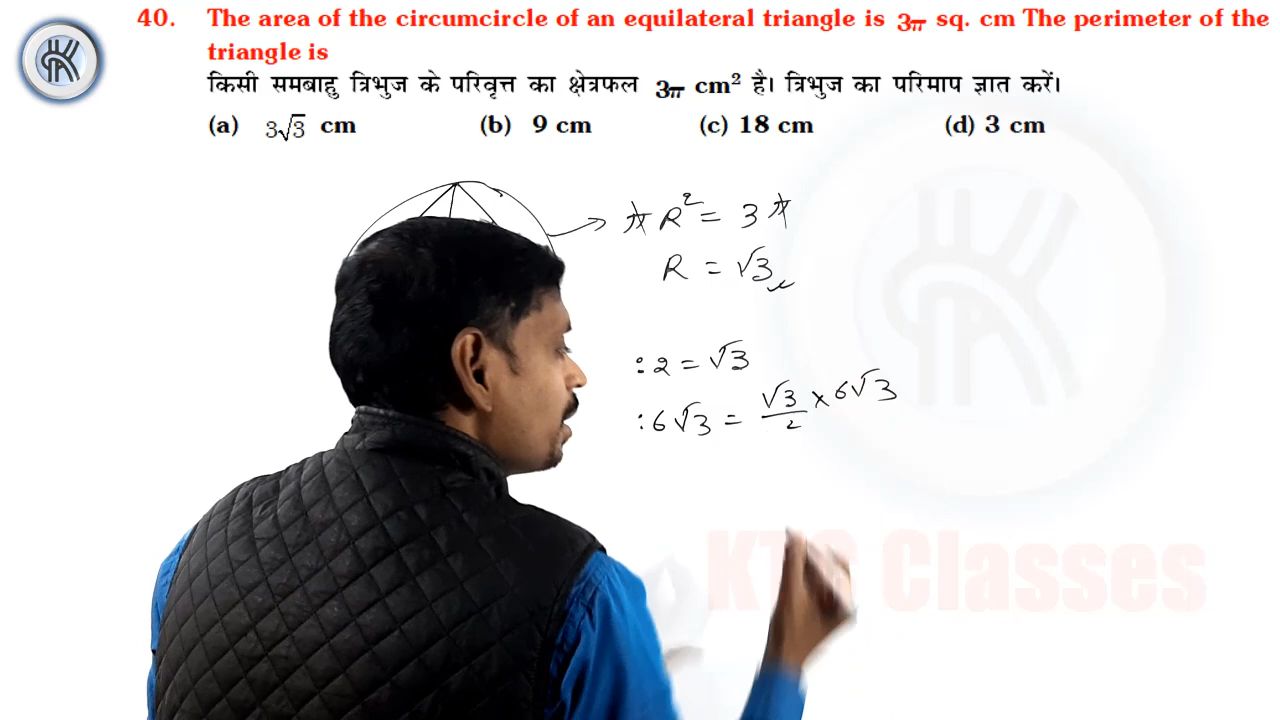 40. The area of the circumcircle of an equilateral triangle is 3π sq. cm The perimeter of the
triangle is
किसी समबाहु त्रिभुज के परिवृत्त का क्षेत्रफल 3π cm² है। त्रिभुज का परिमाप ज्ञात करें।
(a) 3√3 cm (b) 9 cm (c) 18 cm (d) 3 cm
πR² = 3π
R = √3
: 2 = √3
: 6√3 = √3/2 × 6√3
KTC Classes